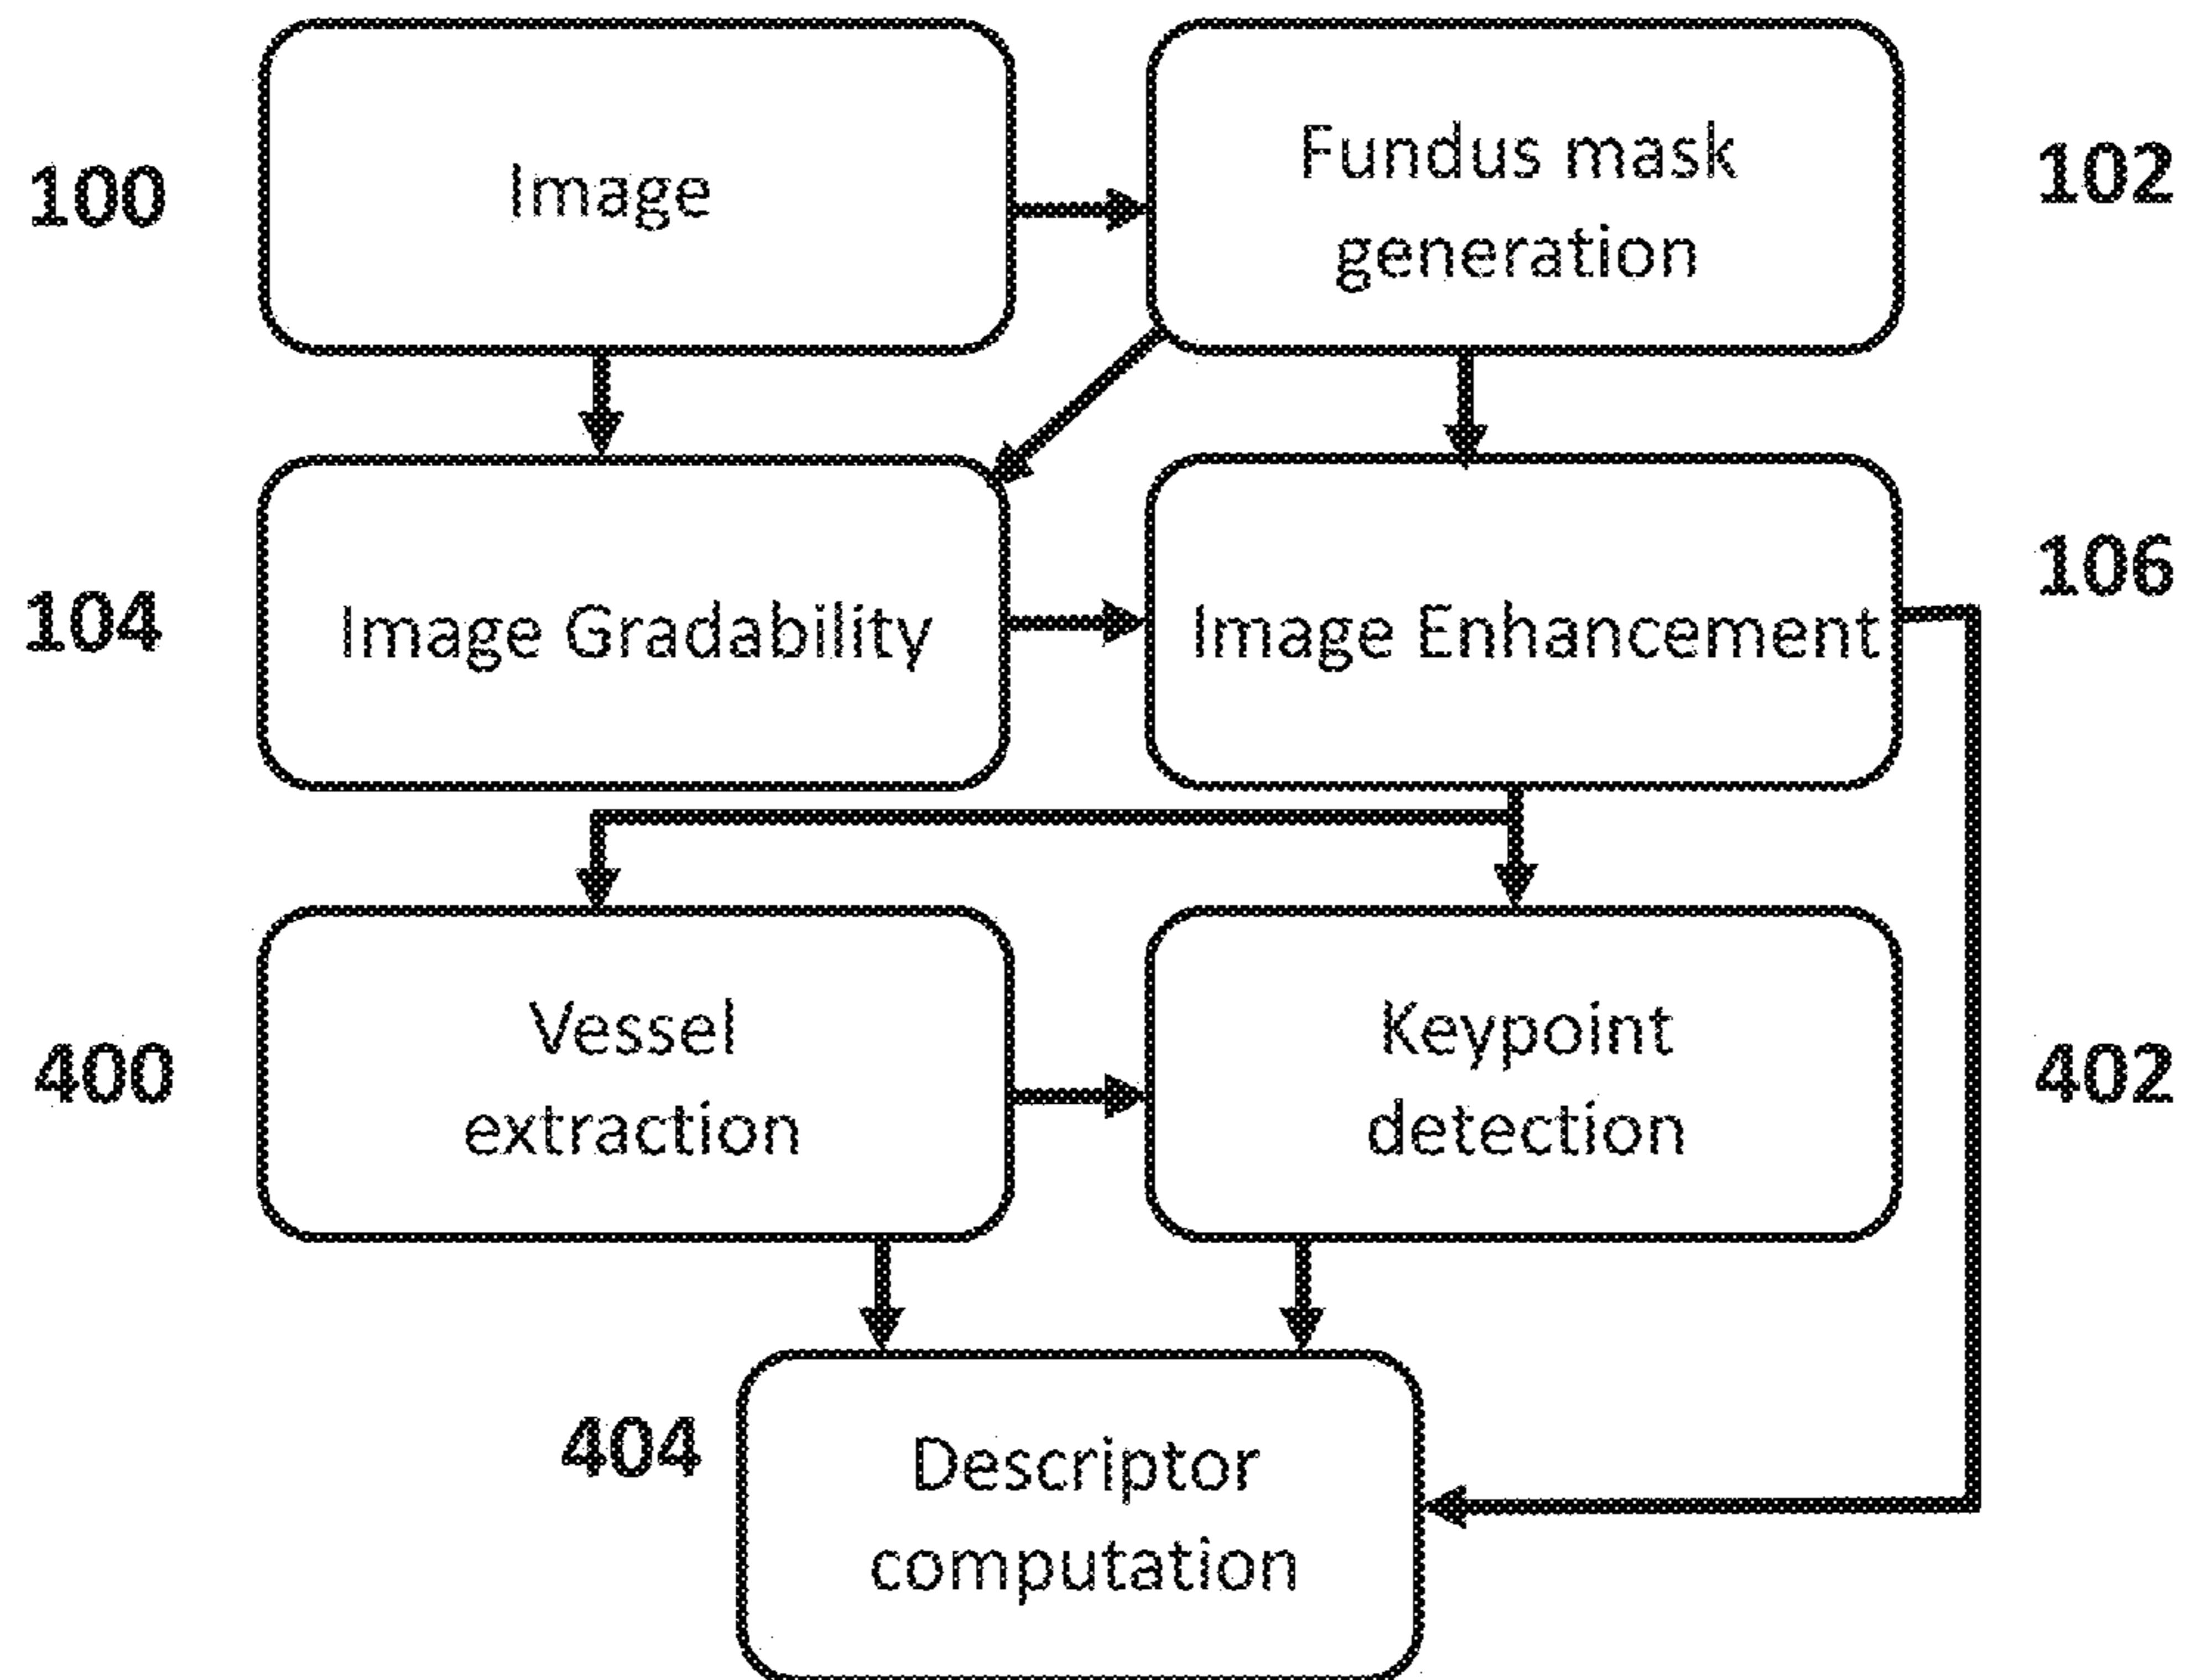 100
Image
Fundus mask
generation
102
104
Image Gradability
Image Enhancement
106
400
Vessel
extraction
Keypoint
detection
402
404
Descriptor
computation